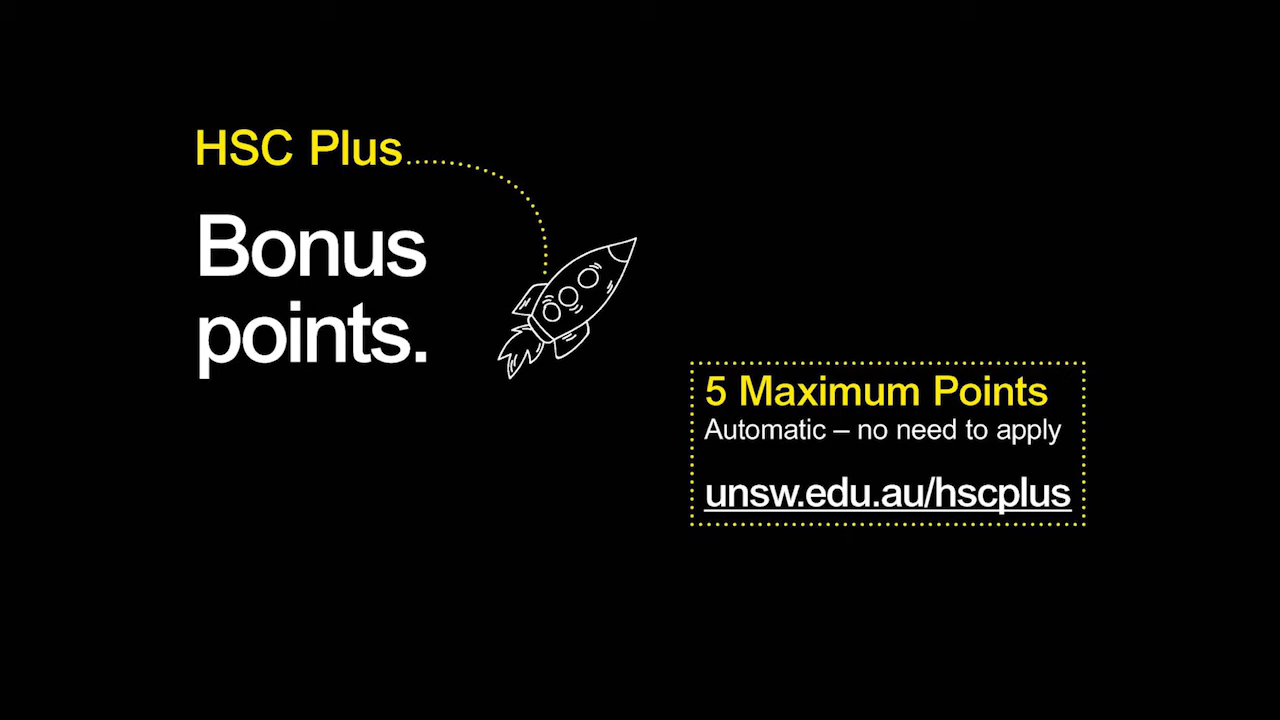 HSC Plus
Bonus
points.
5 Maximum Points
Automatic – no need to apply
unsw.edu.au/hscplus